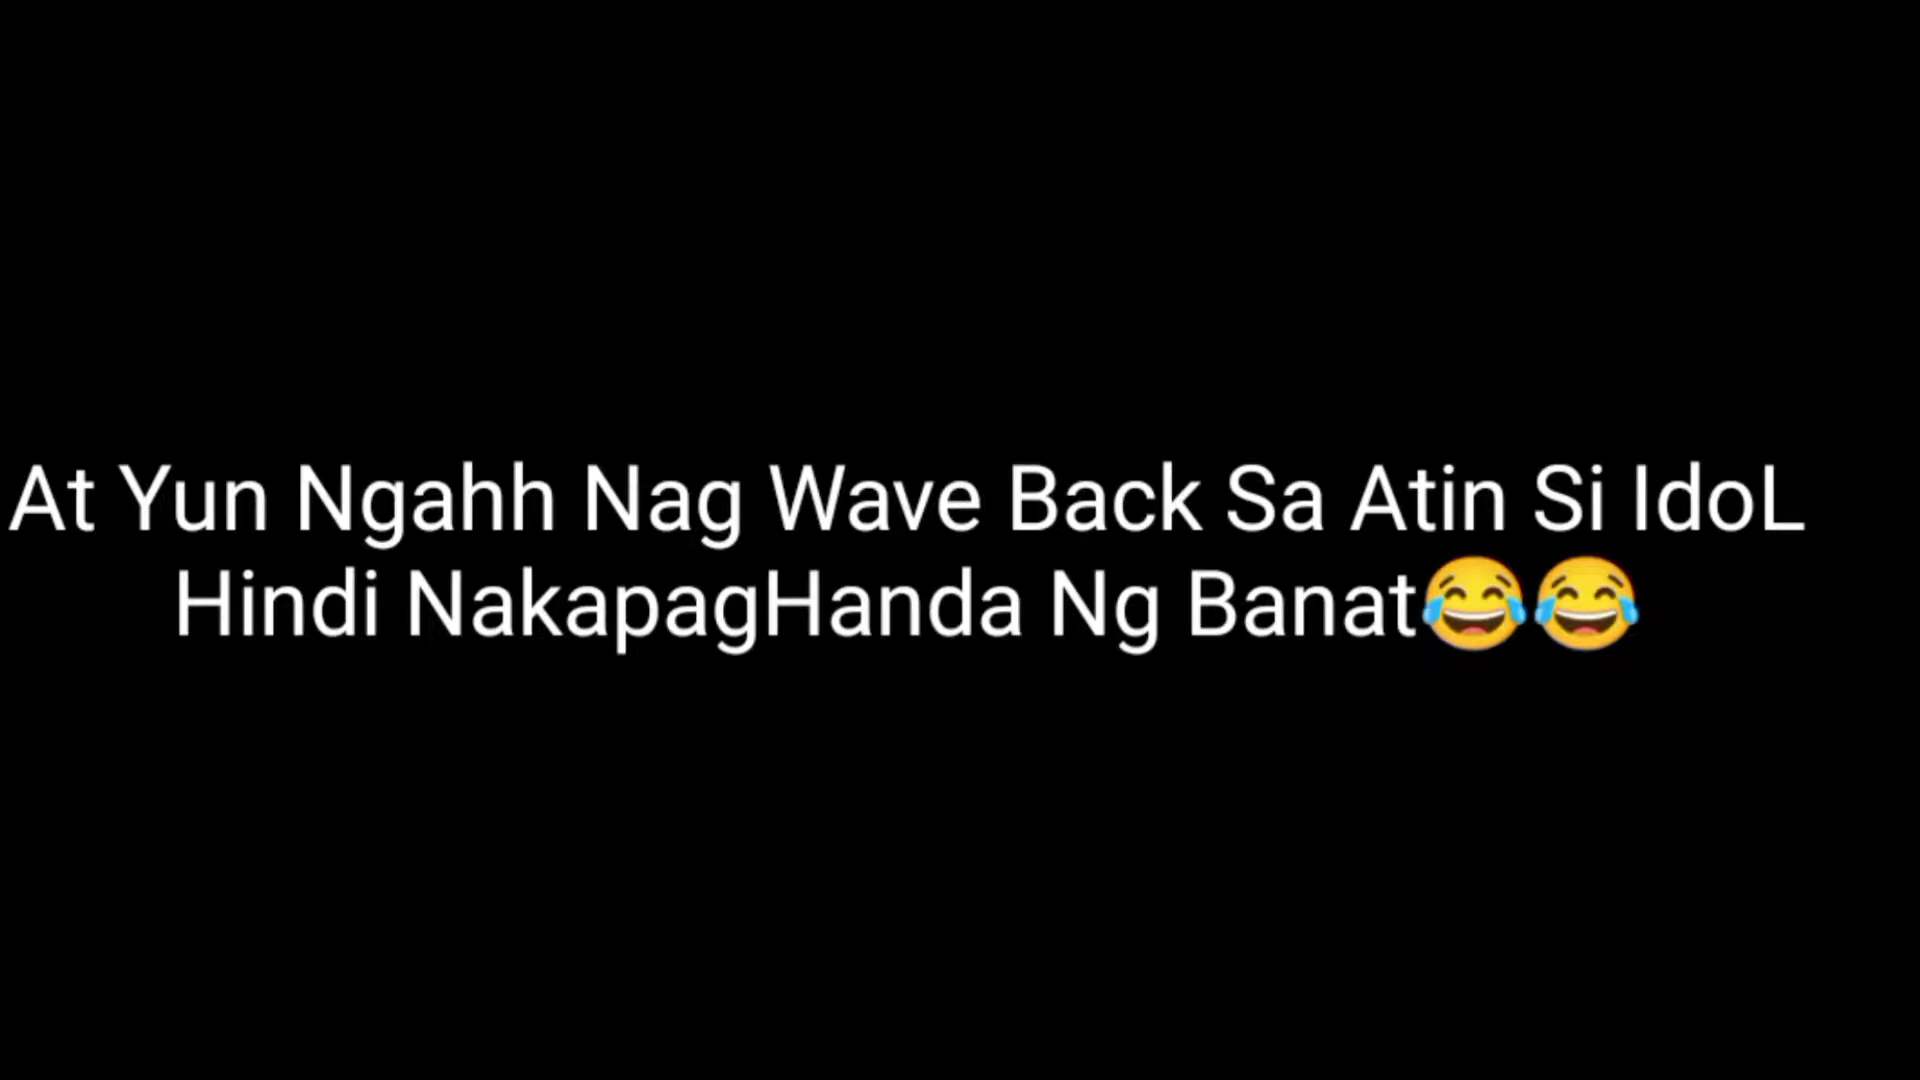 At Yun Ngahh Nag Wave Back Sa Atin Si IdoL
Hindi NakapagHanda Ng Banat😂😂